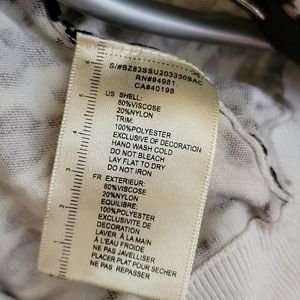 S/#BZ83SSU203330BAC
RN#94981
CA#40198
US SHELL:
80%VISCOSE
20%NYLON
TRIM:
100%POLYESTER
EXCLUSIVE OF DECORATION
HAND WASH COLD
DO NOT BLEACH
LAY FLAT TO DRY
DO NOT IRON
FR EXTERIEUR:
80%VISCOSE
20%NYLON
EQUILIBRE:
100%POLYESTER
EXCLUSIVITE DE
DECORATION
LAVER À LA MAIN
À L'EAU FROIDE
NE PAS JAVELLISER
PLACER PLAT POUR SECHER
NE PAS REPASSER